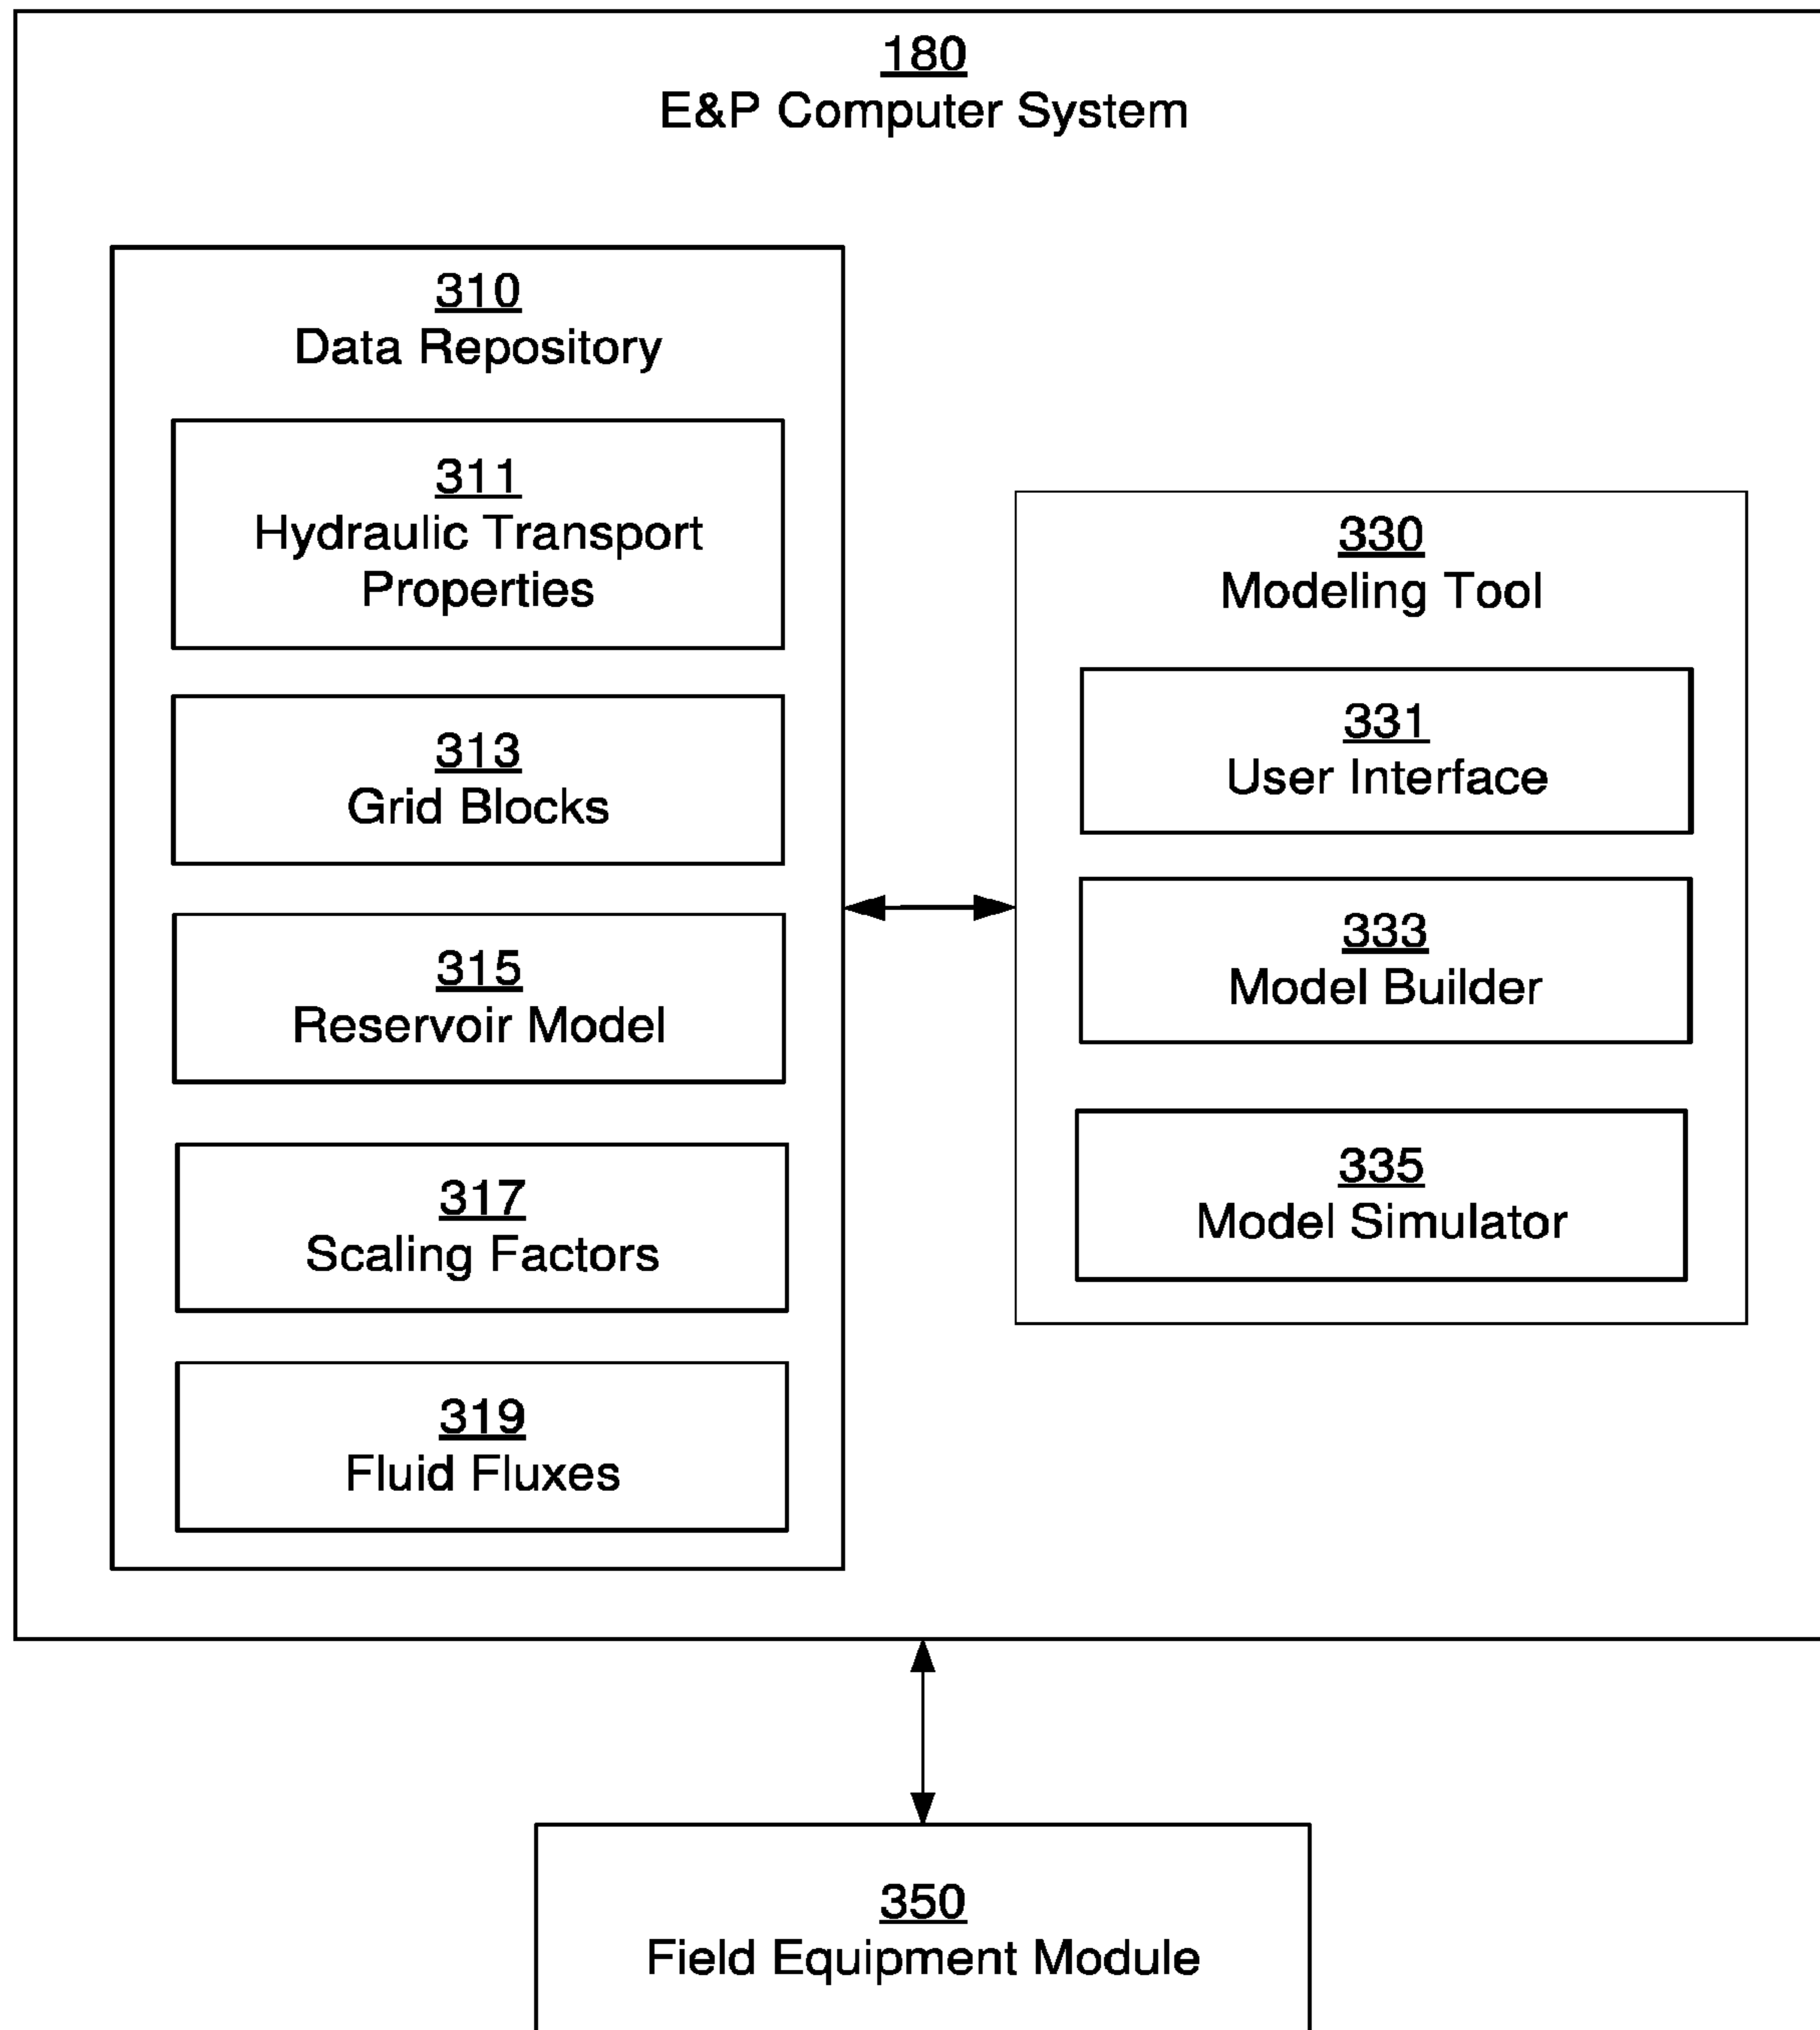 180
E&P Computer System
310
Data Repository
311
Hydraulic Transport
Properties
313
Grid Blocks
315
Reservoir Model
317
Scaling Factors
319
Fluid Fluxes
330
Modeling Tool
331
User Interface
333
Model Builder
335
Model Simulator
350
Field Equipment Module